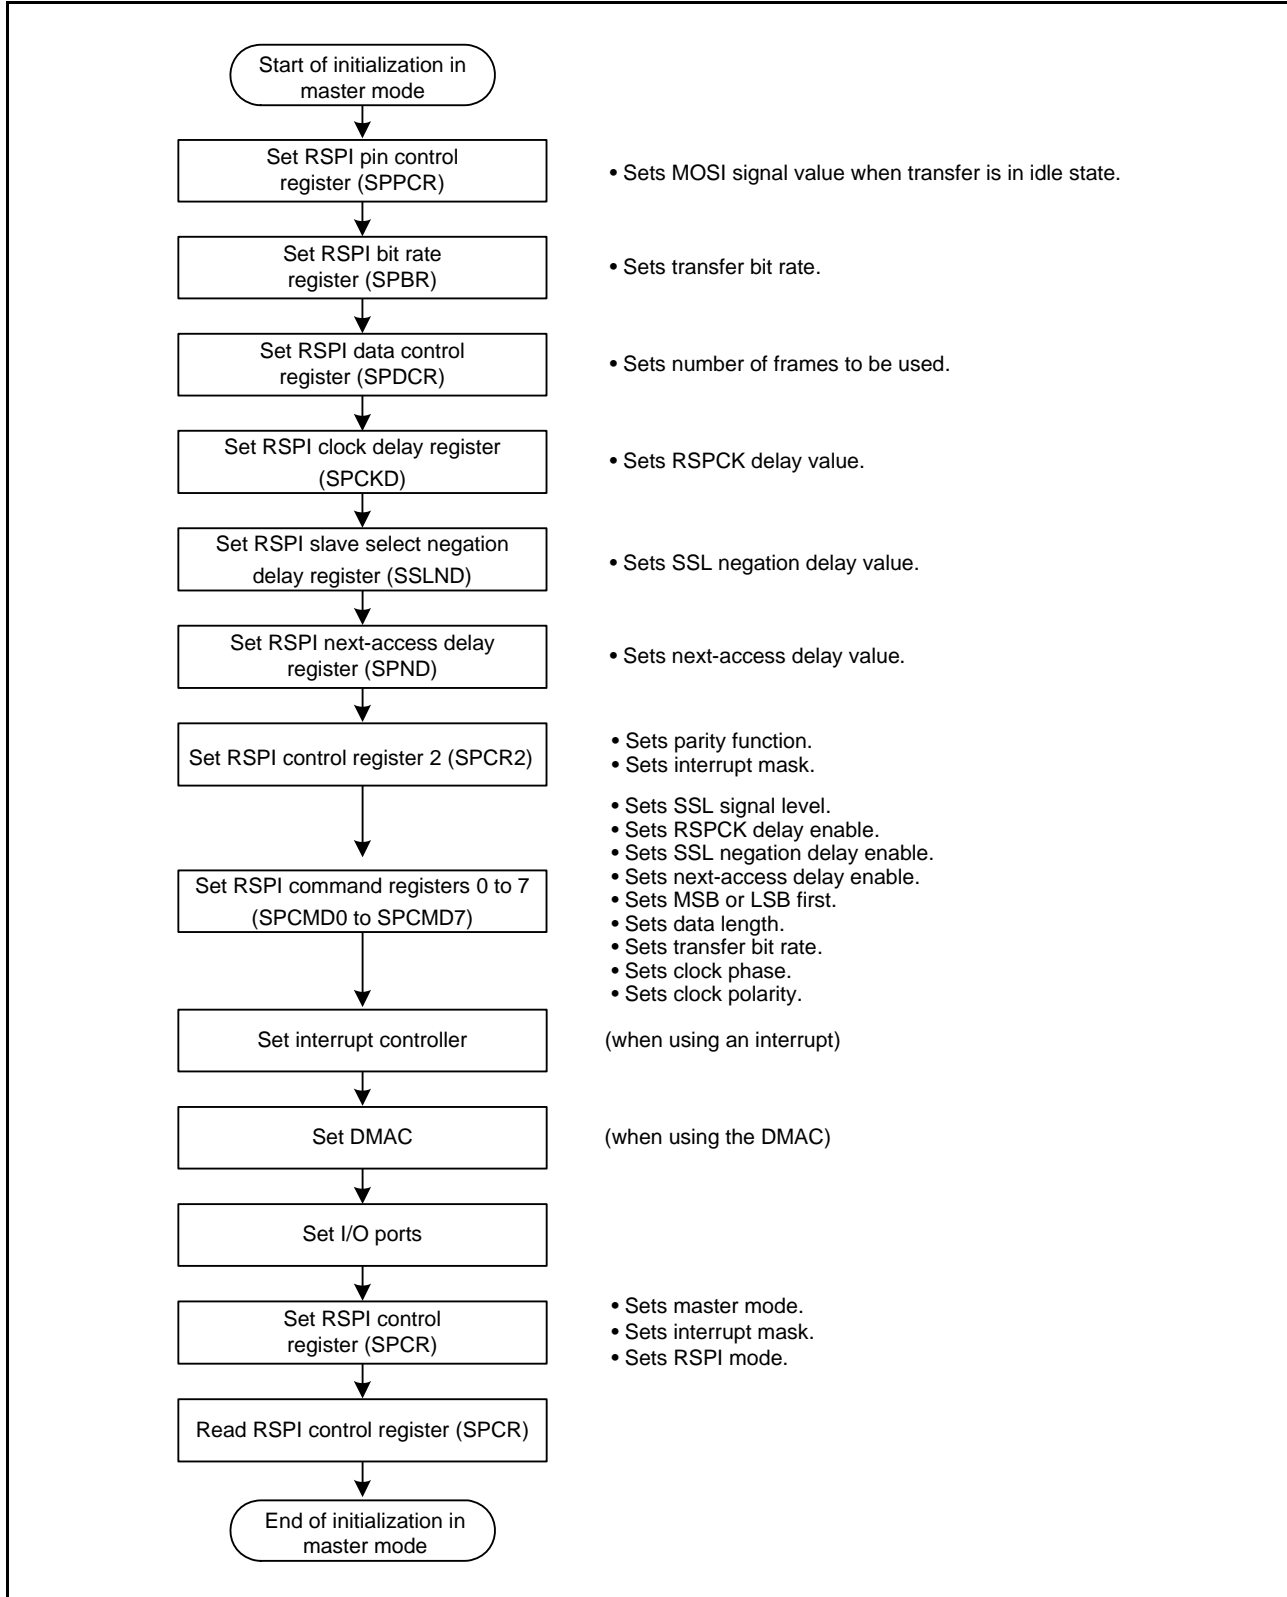 Start of initialization in
master mode
Set RSPI pin control
register (SPPCR)
• Sets MOSI signal value when transfer is in idle state.
Set RSPI bit rate
register (SPBR)
• Sets transfer bit rate.
Set RSPI data control
register (SPDCR)
• Sets number of frames to be used.
Set RSPI clock delay register
(SPCKD)
• Sets RSPCK delay value.
Set RSPI slave select negation
delay register (SSLND)
• Sets SSL negation delay value.
Set RSPI next-access delay
register (SPND)
• Sets next-access delay value.
Set RSPI control register 2 (SPCR2)
• Sets parity function.
• Sets interrupt mask.
Set RSPI command registers 0 to 7
(SPCMD0 to SPCMD7)
• Sets SSL signal level.
• Sets RSPCK delay enable.
• Sets SSL negation delay enable.
• Sets next-access delay enable.
• Sets MSB or LSB first.
• Sets data length.
• Sets transfer bit rate.
• Sets clock phase.
• Sets clock polarity.
Set interrupt controller
(when using an interrupt)
Set DMAC
(when using the DMAC)
Set I/O ports
Set RSPI control
register (SPCR)
• Sets master mode.
• Sets interrupt mask.
• Sets RSPI mode.
Read RSPI control register (SPCR)
End of initialization in
master mode